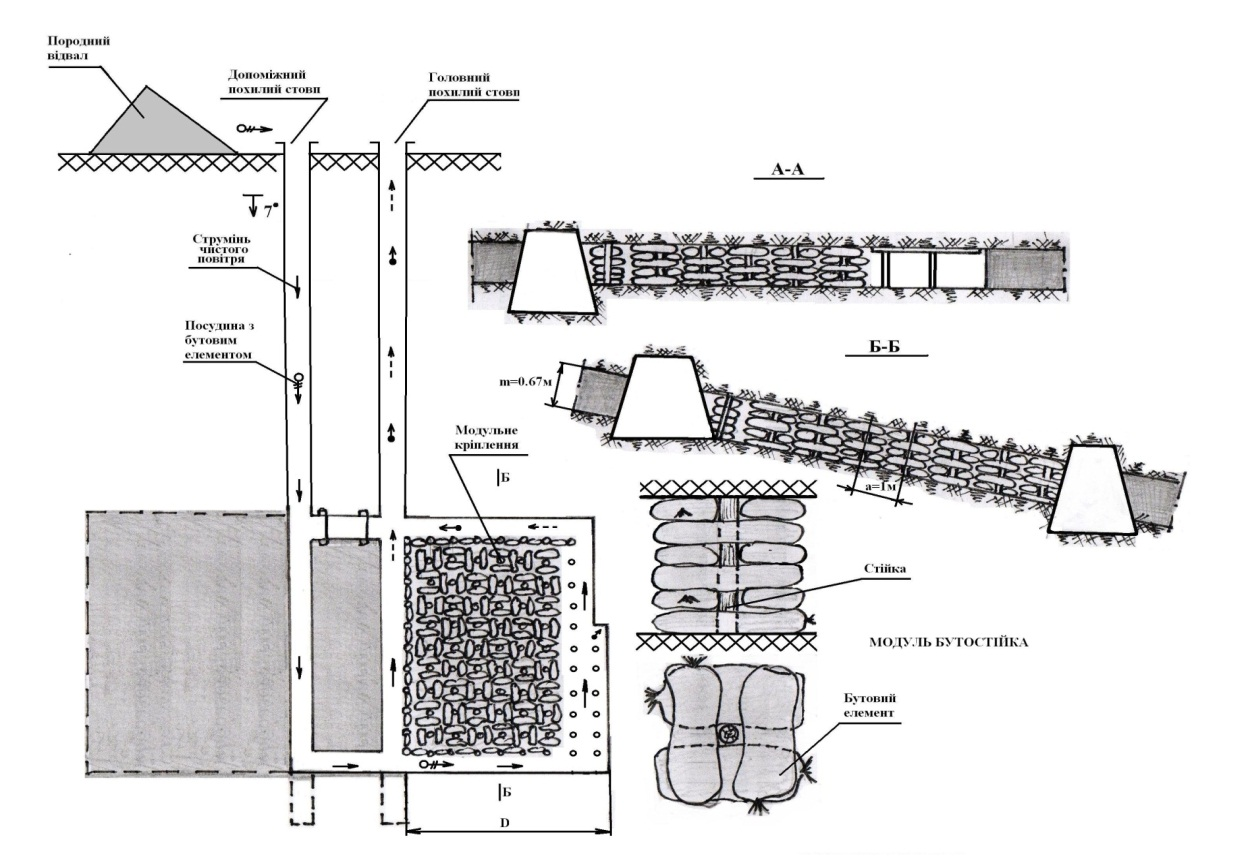 Породний
відвал
Допоміжний
похилий стовп
Головний
похилий стовп
7°
Струмінь
чистого
повітря
Посудина з
бутовим
елементом
А-А
Б-Б
m=0.67м
a=1м
Модульне
кріплення
Б
Стійка
МОДУЛЬ БУТОСТІЙКА
Бутовий
елемент
Б
D